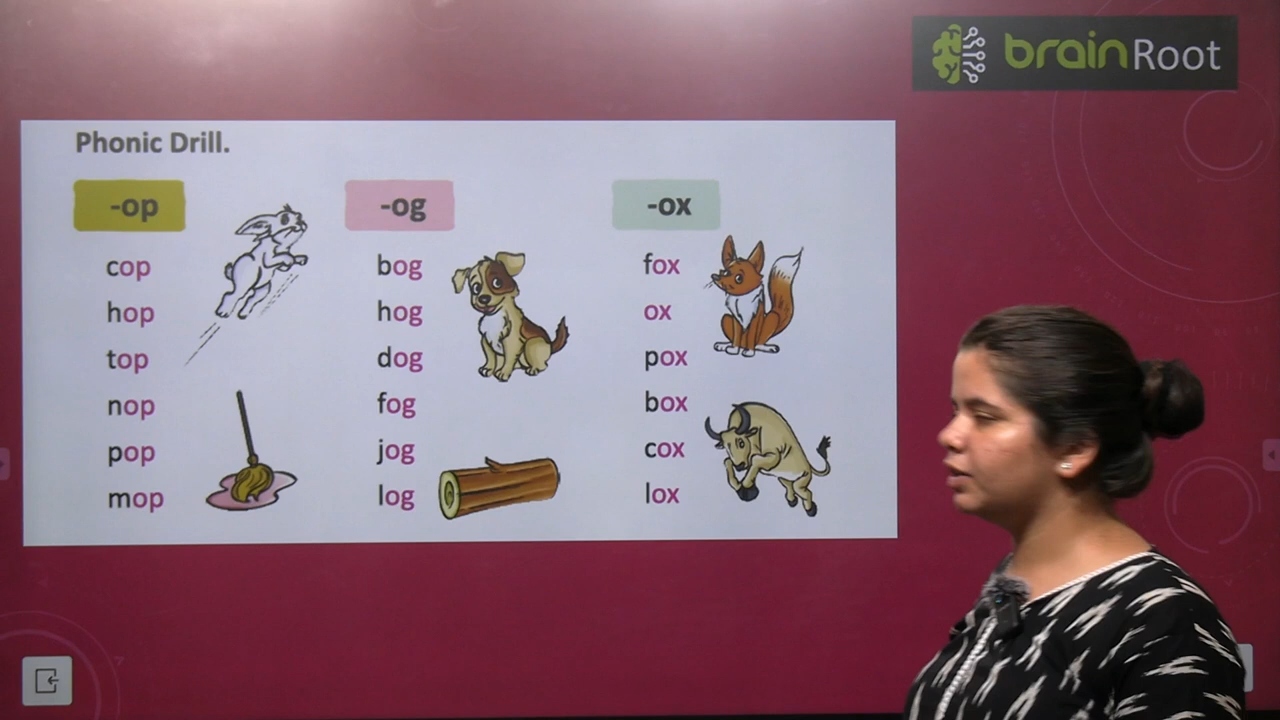 brainRoot
Phonic Drill.
-op
cop
hop
top
nop
pop
mop
-og
bog
hog
dog
fog
jog
log
-ox
fox
ox
pox
box
cox
lox